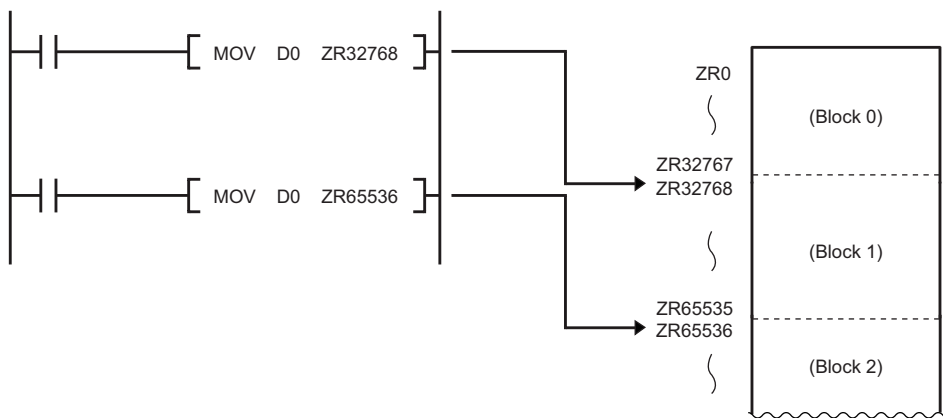 MOV D0 ZR32768
MOV D0 ZR65536
ZR0
(Block 0)
ZR32767
ZR32768
(Block 1)
ZR65535
ZR65536
(Block 2)